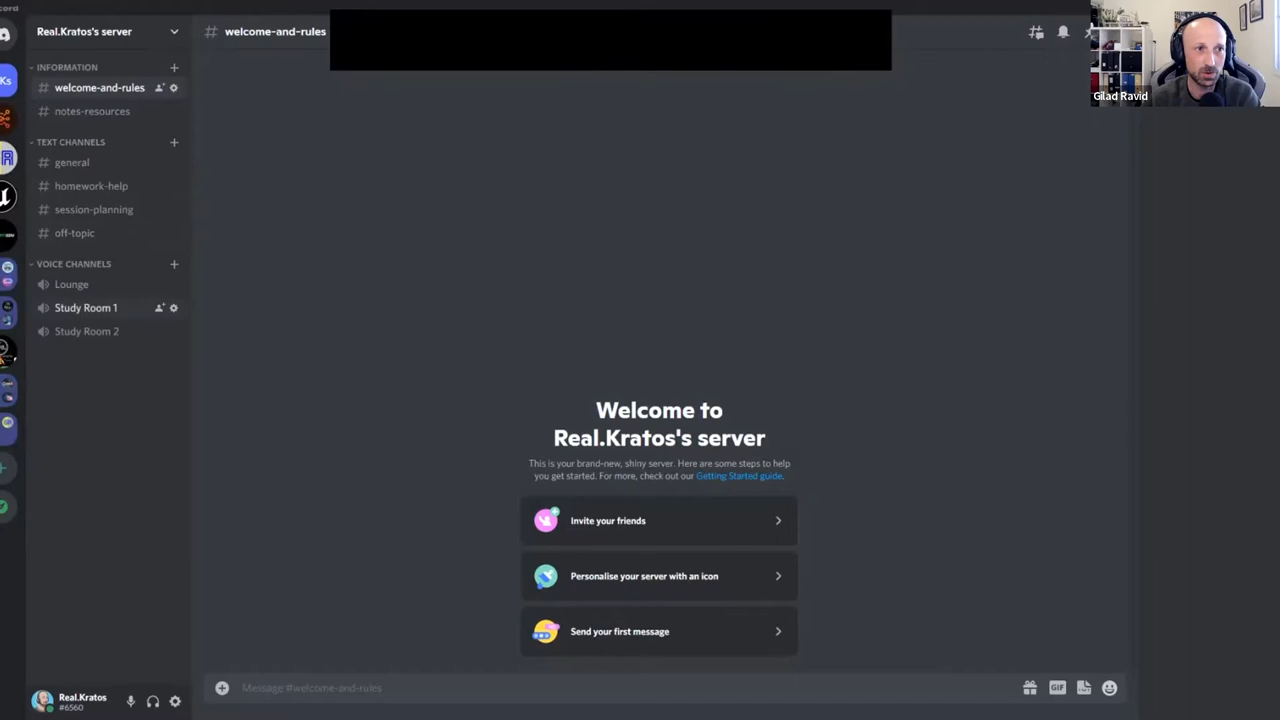 cord
Real.Kratos's server
welcome-and-rules
Gilad Ravid
Ks
INFORMATION
welcome-and-rules
notes-resources
TEXT CHANNELS
general
homework-help
session-planning
off-topic
VOICE CHANNELS
Lounge
Study Room 1
Study Room 2
Welcome to
Real.Kratos's server
This is your brand-new, shiny server. Here are some steps to help
you get started. For more, check out our Getting Started guide.
Invite your friends
Personalise your server with an icon
Send your first message
Real.Kratos
#6560
Message #welcome-and-rules
GIF